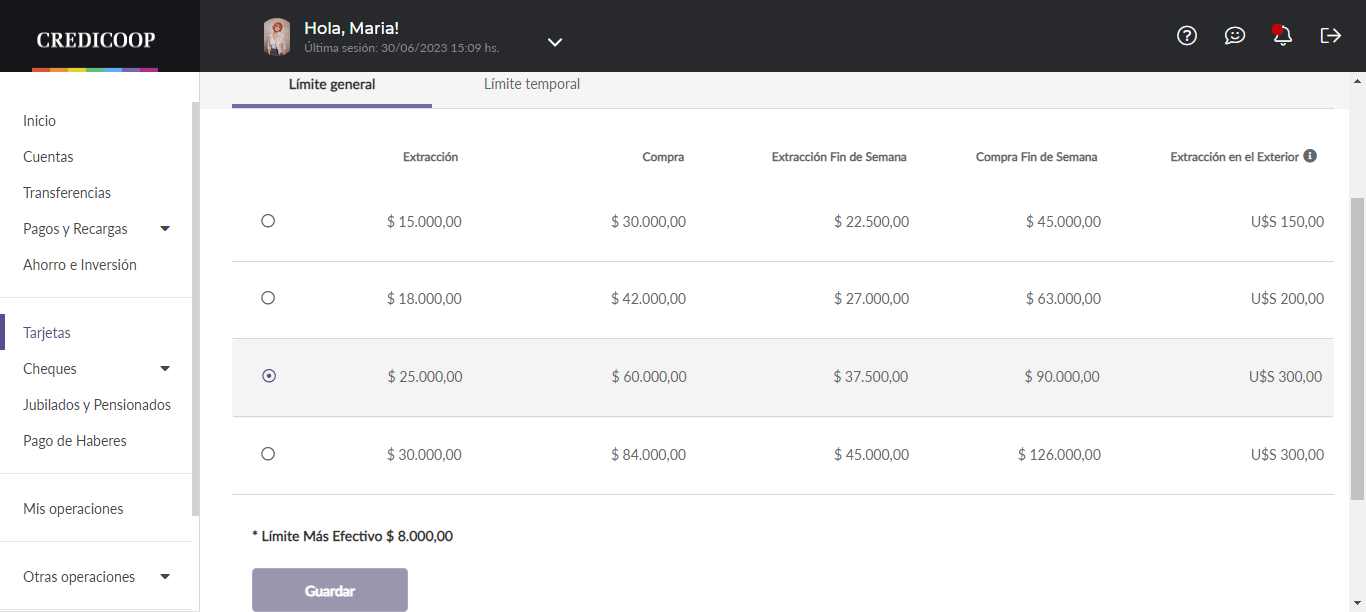 CREDICOOP
Hola, Maria!
Última sesión: 30/06/2023 15:09 hs.
Inicio
Cuentas
Transferencias
Pagos y Recargas
Ahorro e Inversión
Tarjetas
Cheques
Jubilados y Pensionados
Pago de Haberes
Mis operaciones
Otras operaciones
Límite general Límite temporal
Extracción Compra Extracción Fin de Semana Compra Fin de Semana Extracción en el Exterior
$ 15.000,00 $ 30.000,00 $ 22.500,00 $ 45.000,00 U$S 150,00
$ 18.000,00 $ 42.000,00 $ 27.000,00 $ 63.000,00 U$S 200,00
$ 25.000,00 $ 60.000,00 $ 37.500,00 $ 90.000,00 U$S 300,00
$ 30.000,00 $ 84.000,00 $ 45.000,00 $ 126.000,00 U$S 300,00
* Límite Más Efectivo $ 8.000,00
Guardar